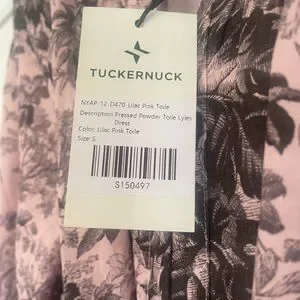 TUCKERNUCK
NYAP-12-D470-Lilac Pink Toile
Description: Pressed Powder Toile Lyles
Dress
Color: Lilac Pink Toile
Size: S
S150497